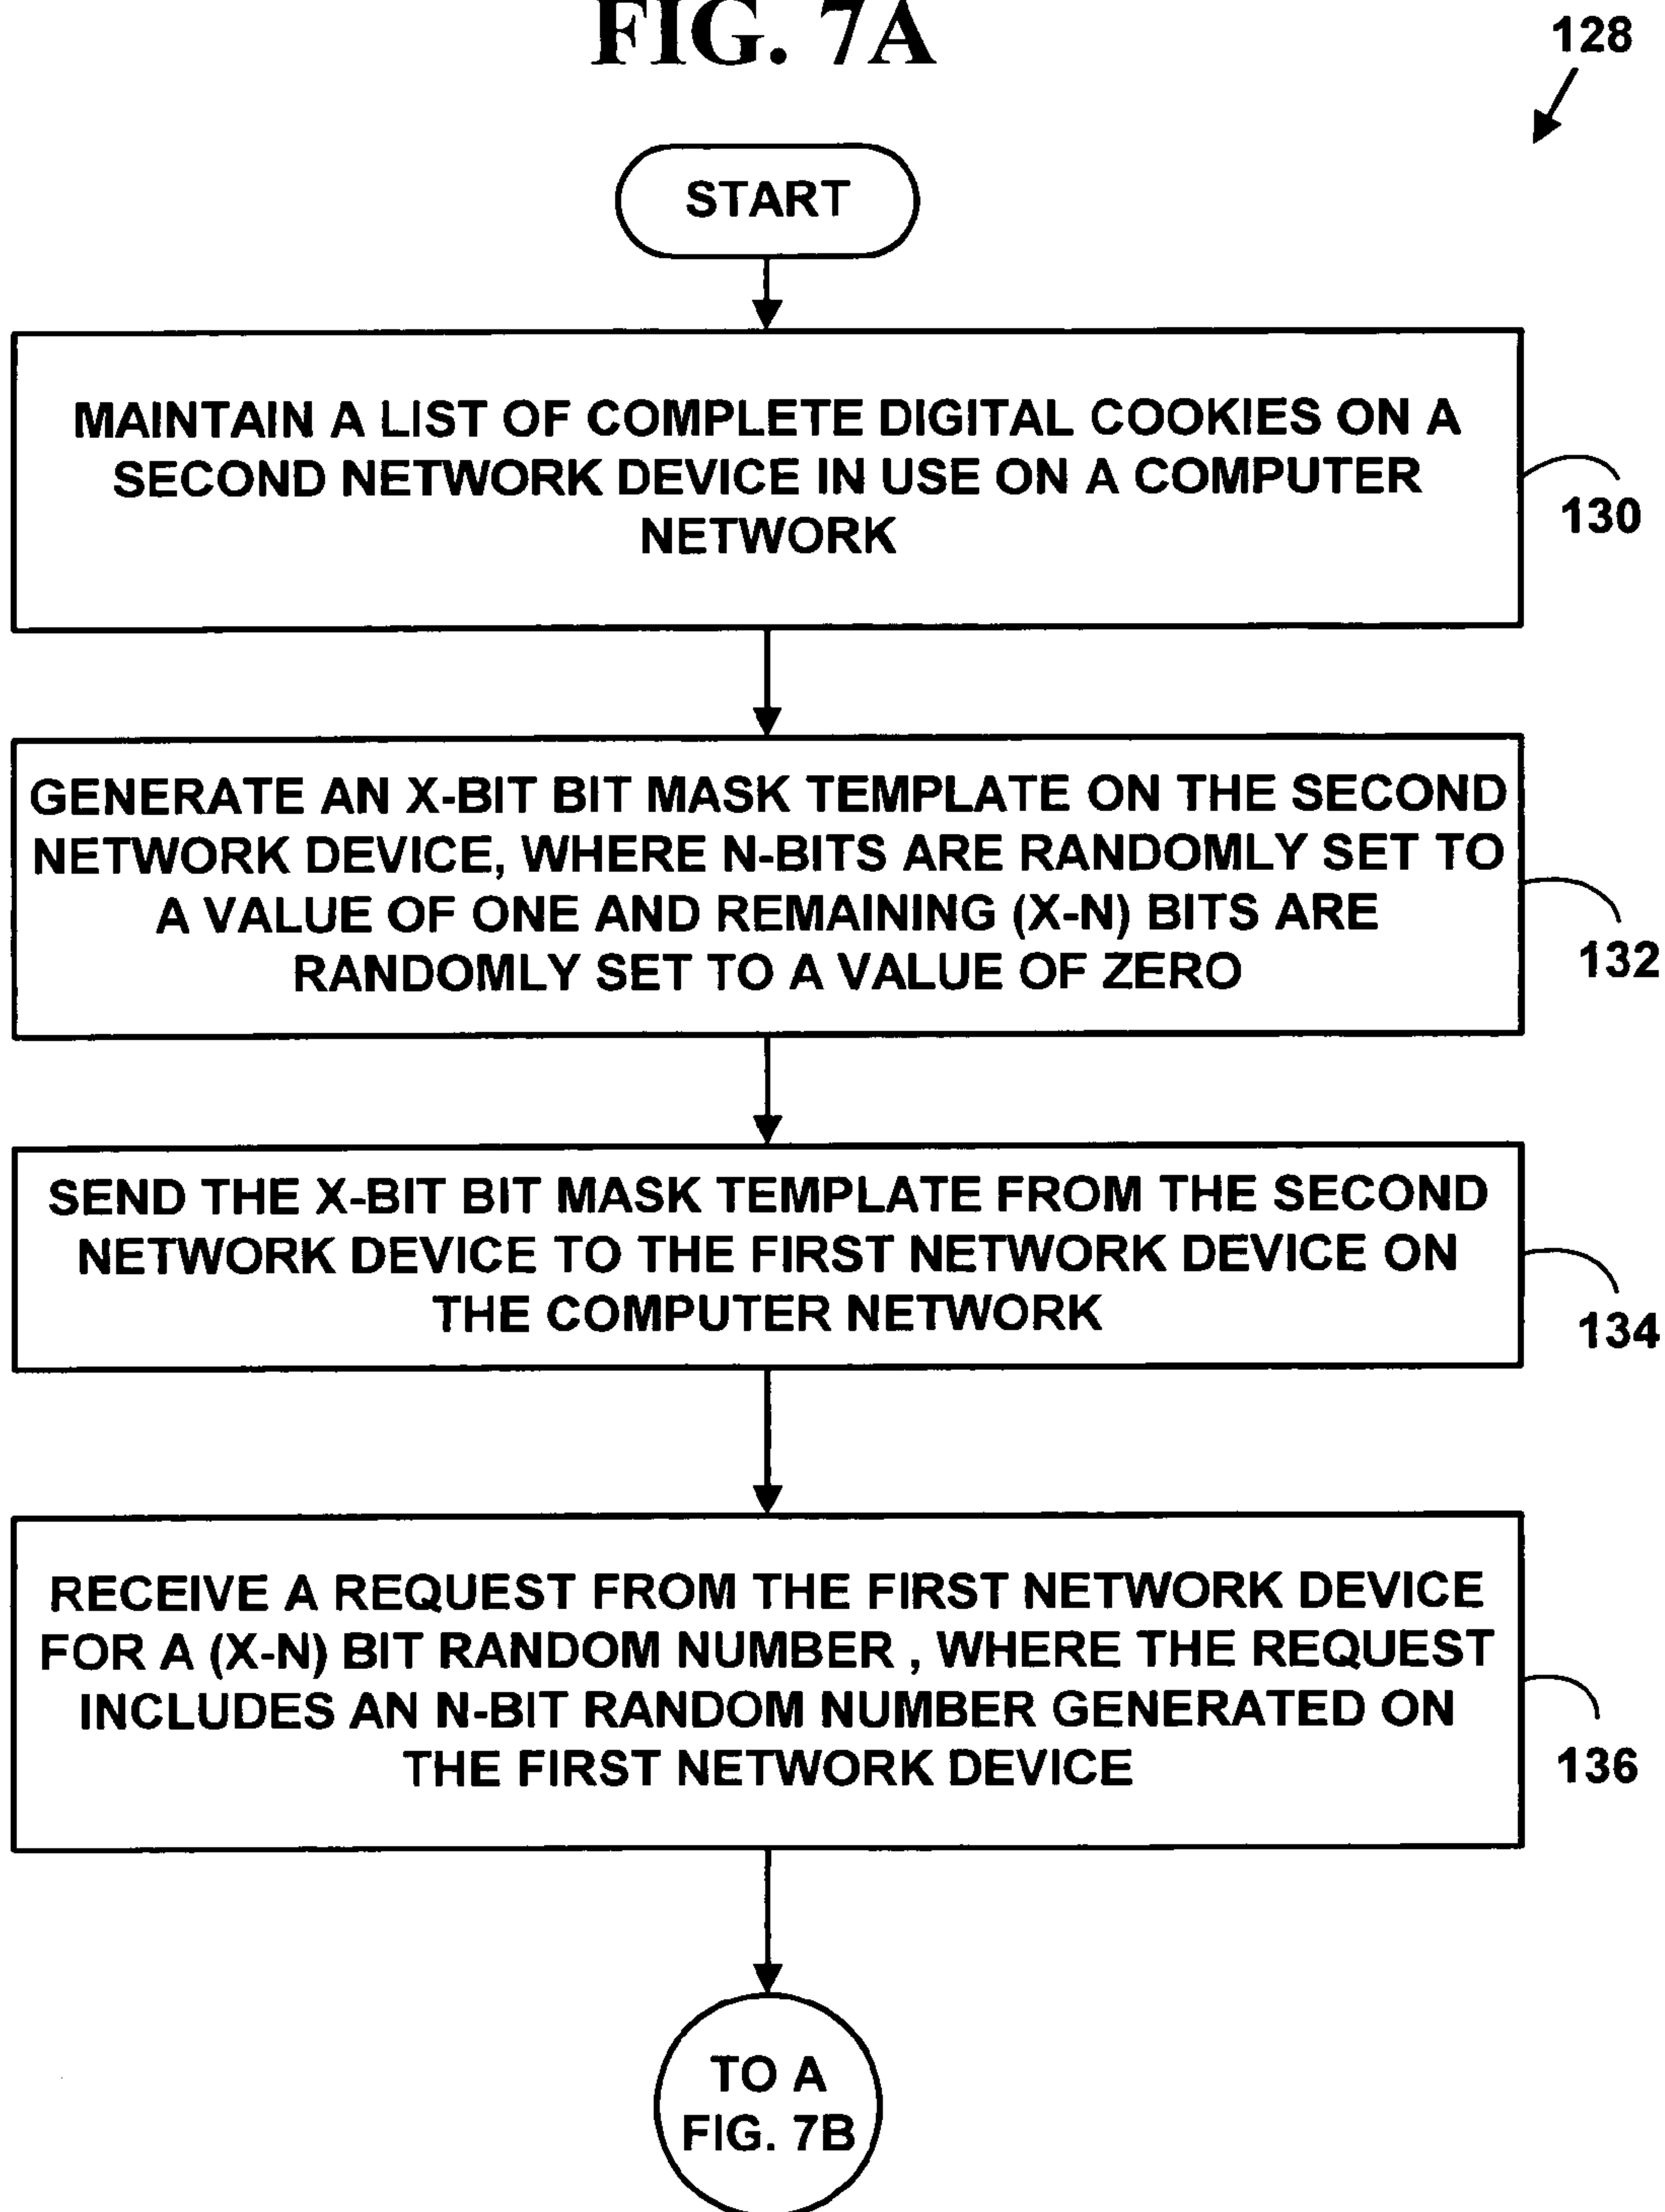 FIG. 7A
128
START
MAINTAIN A LIST OF COMPLETE DIGITAL COOKIES ON A
SECOND NETWORK DEVICE IN USE ON A COMPUTER
NETWORK
130
GENERATE AN X-BIT BIT MASK TEMPLATE ON THE SECOND
NETWORK DEVICE, WHERE N-BITS ARE RANDOMLY SET TO
A VALUE OF ONE AND REMAINING (X-N) BITS ARE
RANDOMLY SET TO A VALUE OF ZERO
132
SEND THE X-BIT BIT MASK TEMPLATE FROM THE SECOND
NETWORK DEVICE TO THE FIRST NETWORK DEVICE ON
THE COMPUTER NETWORK
134
RECEIVE A REQUEST FROM THE FIRST NETWORK DEVICE
FOR A (X-N) BIT RANDOM NUMBER , WHERE THE REQUEST
INCLUDES AN N-BIT RANDOM NUMBER GENERATED ON
THE FIRST NETWORK DEVICE
136
TO A
FIG. 7B